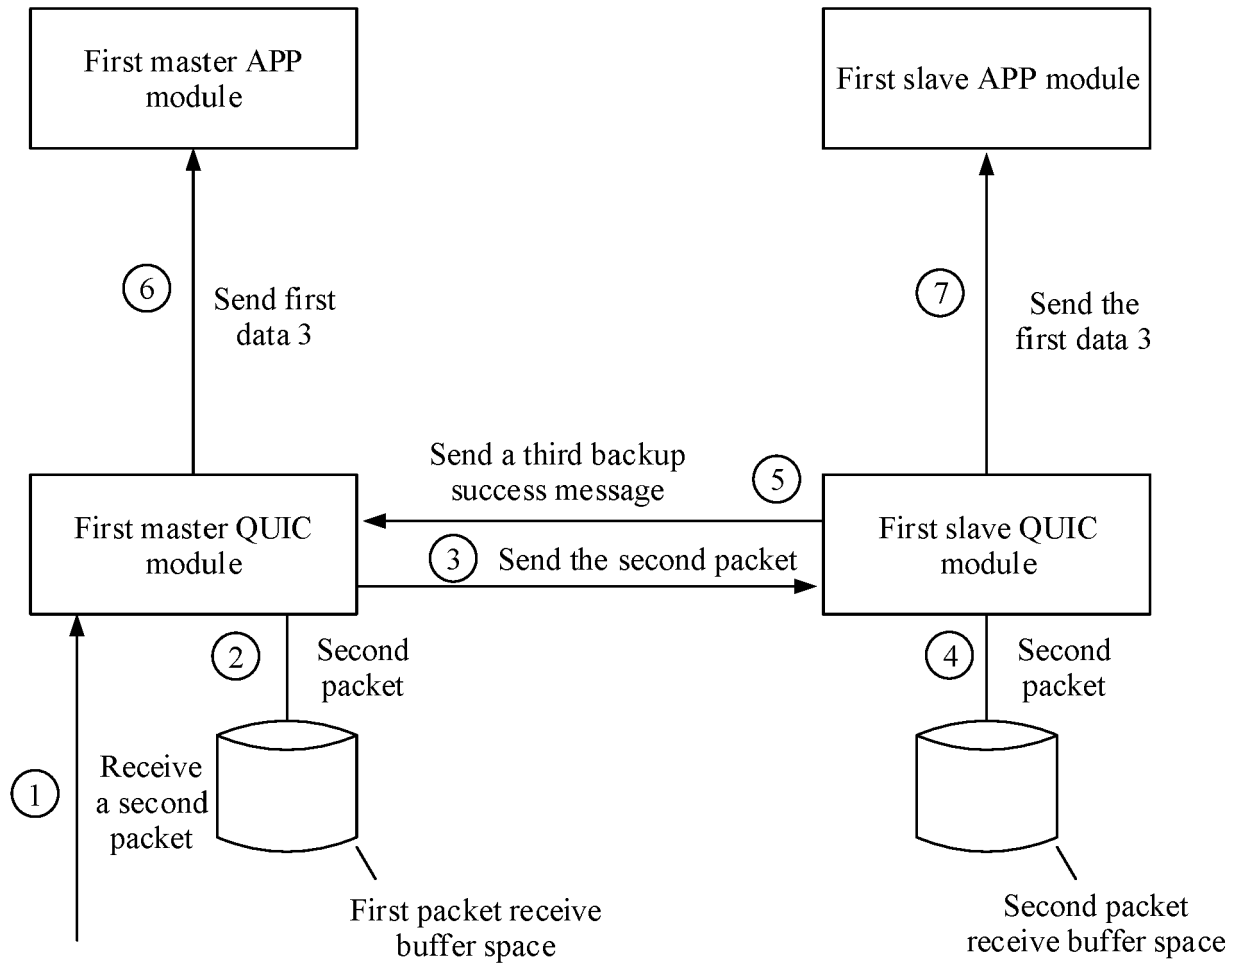 First master APP
module
First slave APP module
6
Send first
data 3
7
Send the
first data 3
Send a third backup
success message
5
First master QUIC
module
3
Send the second packet
First slave QUIC
module
2
Second
packet
4
Second
packet
1
Receive
a second
packet
First packet receive
buffer space
Second packet
receive buffer space